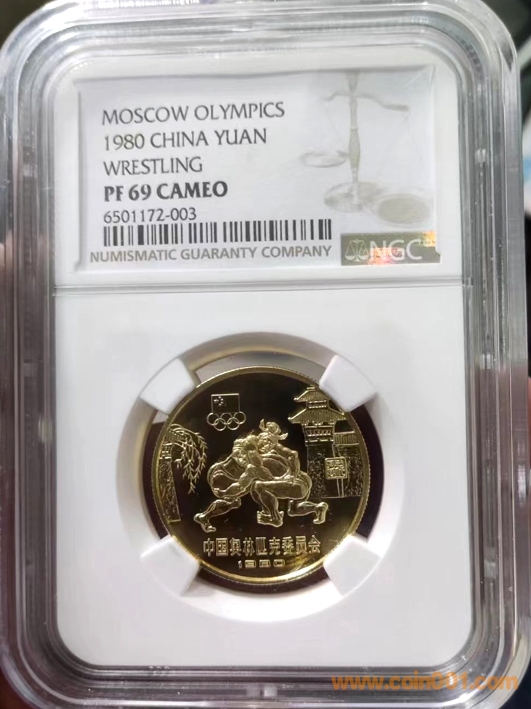 MOSCOW OLYMPICS
1980 CHINA YUAN
WRESTLING
PF 69 CAMEO
6501172-003
NUMISMATIC GUARANTY COMPANY
NGC
中国奥林匹克委员会
1980
www.coin001.com